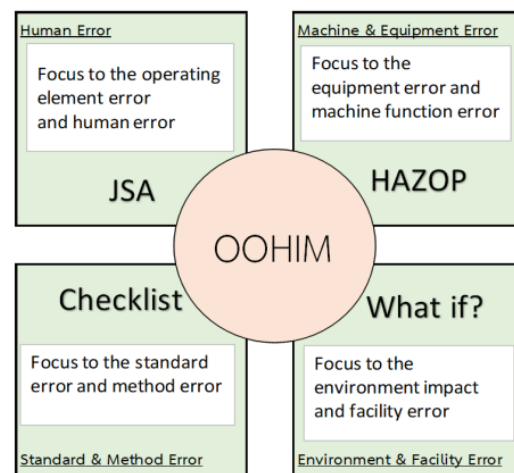 Human Error
Focus to the operating
element error
and human error
JSA
Machine & Equipment Error
Focus to the
equipment error and
machine function error
HAZOP
OOHIM
Checklist
Focus to the standard
error and method error
Standard & Method Error
What if?
Focus to the
environment impact
and facility error
Environment & Facility Error